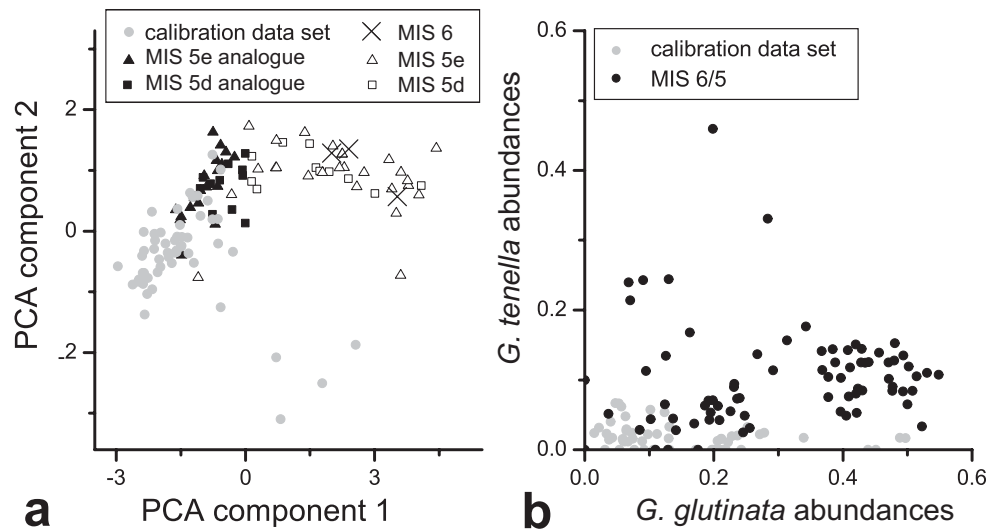 calibration data set
MIS 5e analogue
MIS 5d analogue
MIS 6
MIS 5e
MIS 5d
PCA component 2
2
0
-2
-3
0
3
PCA component 1
a
calibration data set
MIS 6/5
G. tenella abundances
0.6
0.4
0.2
0.0
0.0
0.2
0.4
0.6
G. glutinata abundances
b